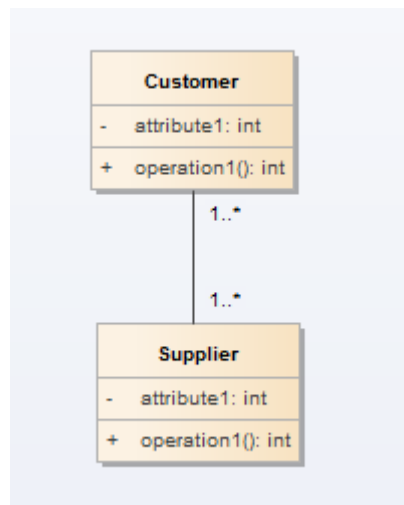 Customer
- attribute1: int
+ operation1(): int
1..*
1..*
Supplier
- attribute1: int
+ operation1(): int